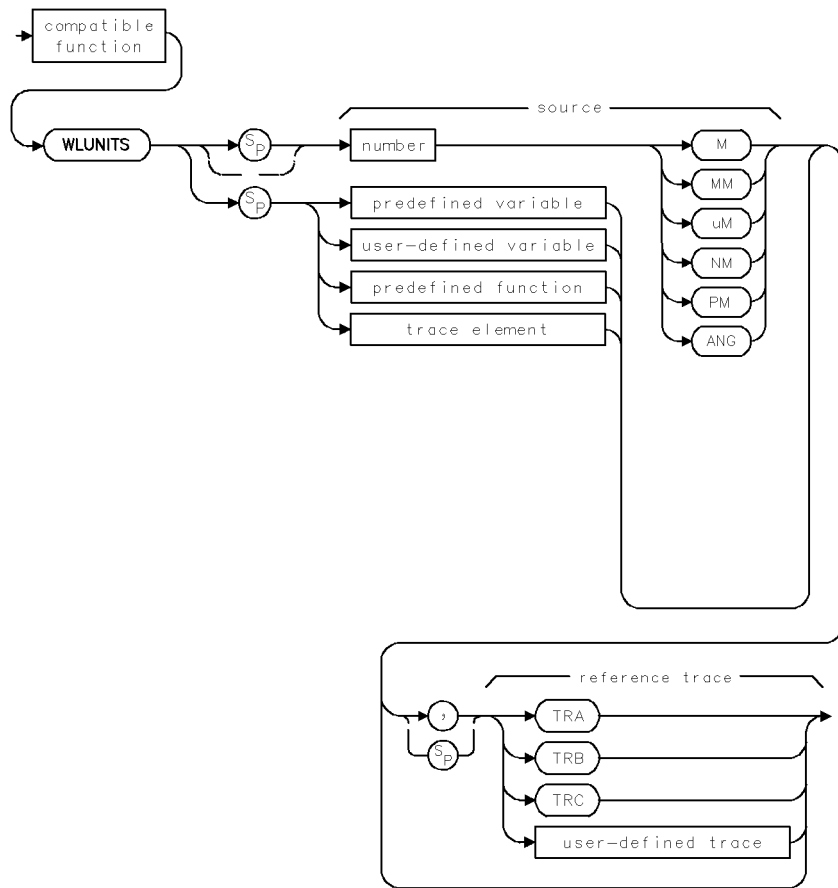 compatible
function
source
WLUNITS
SP
number
M
MM
uM
NM
PM
ANG
SP
predefined variable
user-defined variable
predefined function
trace element
reference trace
,
SP
TRA
TRB
TRC
user-defined trace